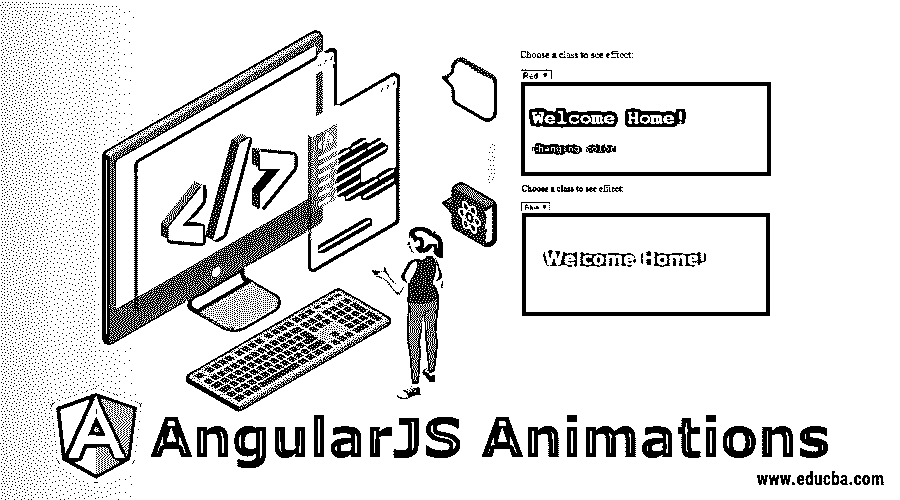 Choose a class to see effect:
Red
Welcome Home!
Changing color
Choose a class to see effect:
Blue
Welcome Home!
</>
A
AngularJS Animations
www.educba.com